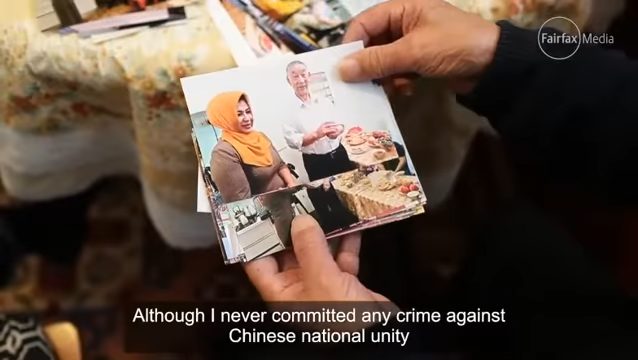 Fairfax Media
Although I never committed any crime against
Chinese national unity